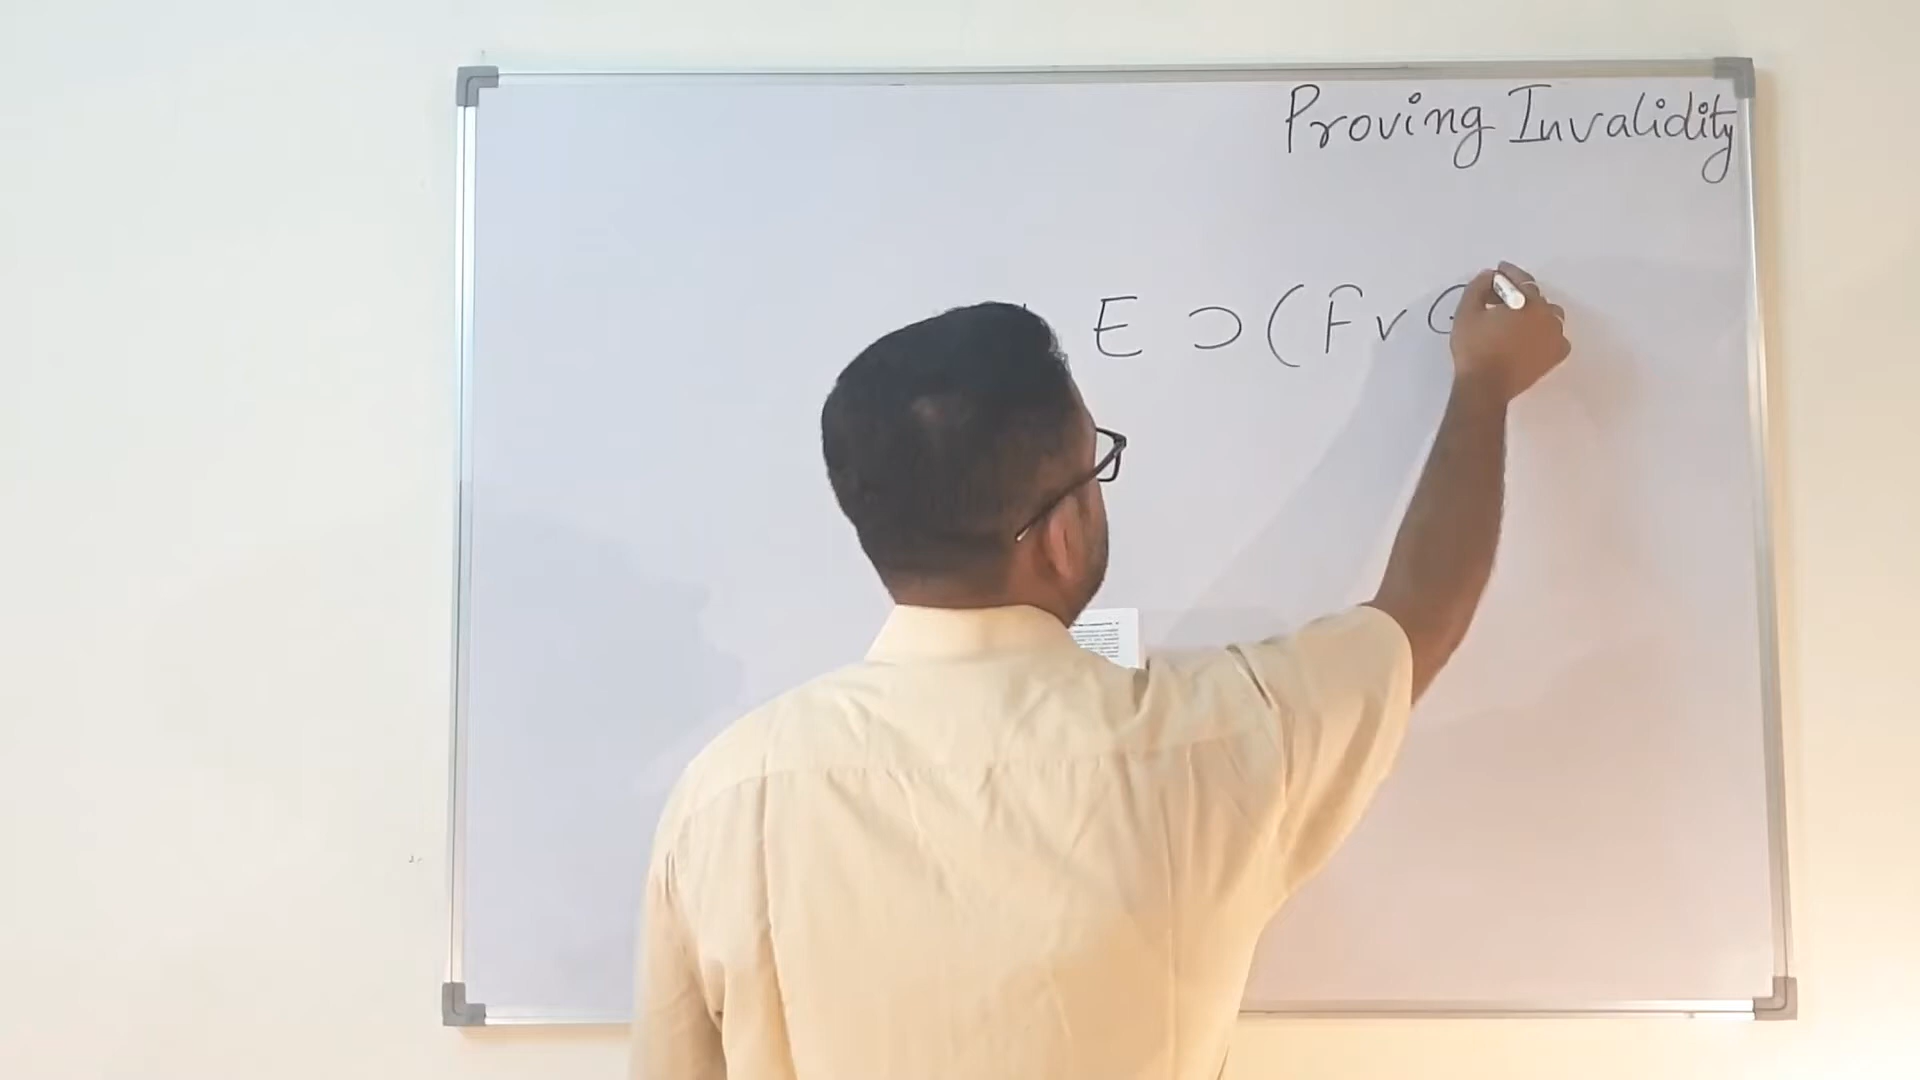 Proving Invalidity
E ⊃ ( F v